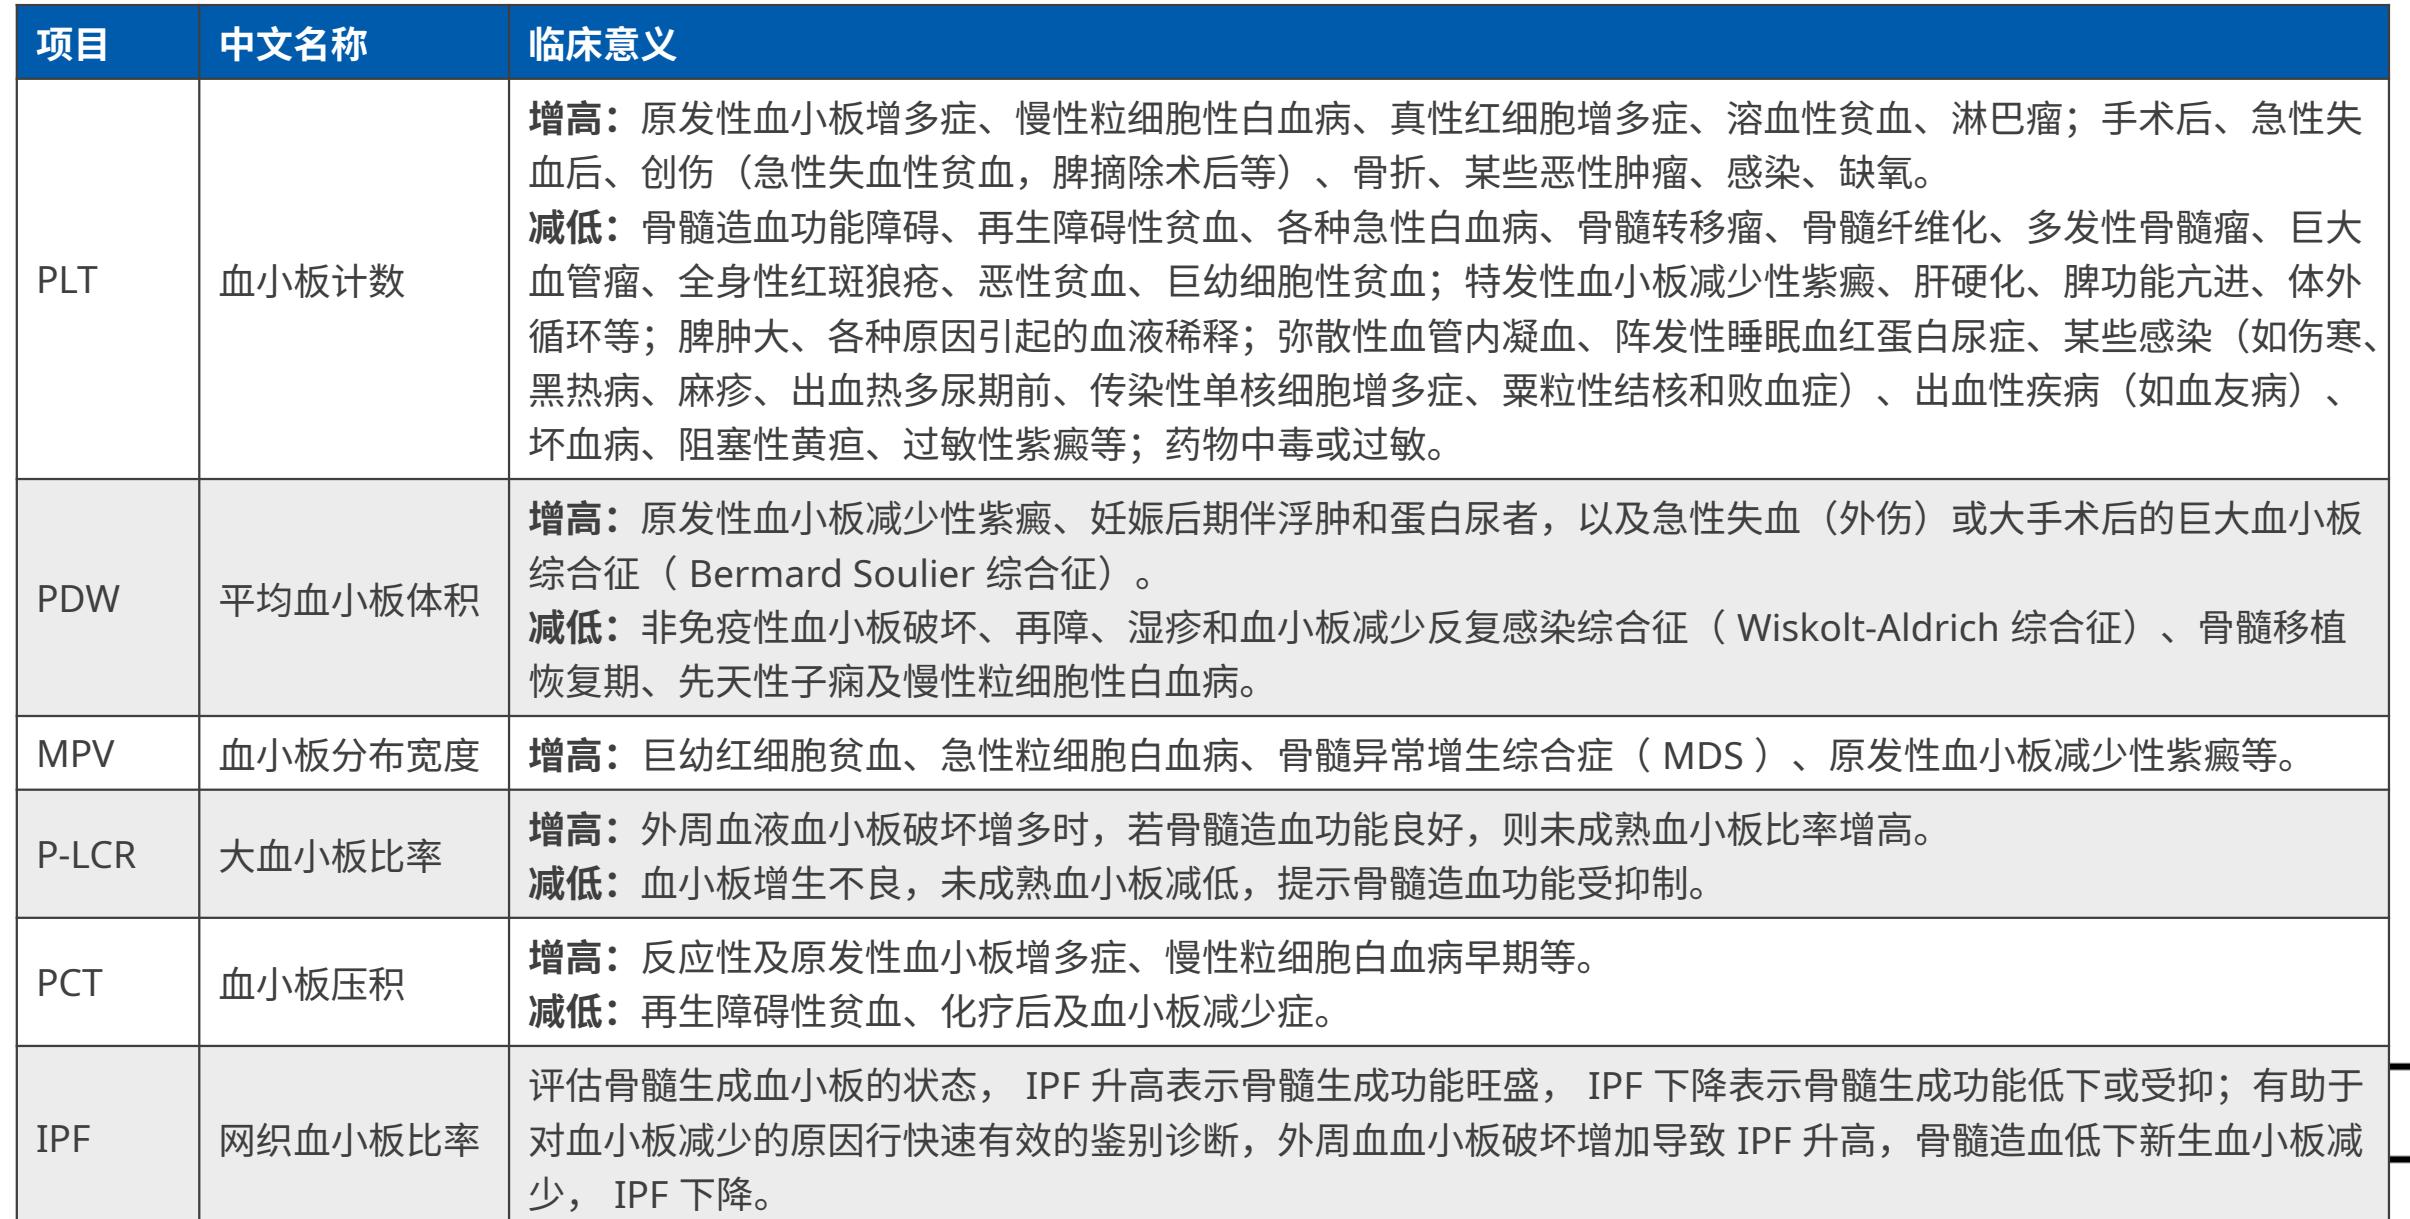 项目 中文名称 临床意义
PLT 血小板计数
增高：原发性血小板增多症、慢性粒细胞性白血病、真性红细胞增多症、溶血性贫血、淋巴瘤；手术后、急性失
血后、创伤（急性失血性贫血，脾摘除术后等）、骨折、某些恶性肿瘤、感染、缺氧。
减低：骨髓造血功能障碍、再生障碍性贫血、各种急性白血病、骨髓转移瘤、骨髓纤维化、多发性骨髓瘤、巨大
血管瘤、全身性红斑狼疮、恶性贫血、巨幼细胞性贫血；特发性血小板减少性紫癜、肝硬化、脾功能亢进、体外
循环等；脾肿大、各种原因引起的血液稀释；弥散性血管内凝血、阵发性睡眠血红蛋白尿症、某些感染（如伤寒、
黑热病、麻疹、出血热多尿期前、传染性单核细胞增多症、粟粒性结核和败血症）、出血性疾病（如血友病）、
坏血病、阻塞性黄疸、过敏性紫癜等；药物中毒或过敏。
PDW 平均血小板体积
增高：原发性血小板减少性紫癜、妊娠后期伴浮肿和蛋白尿者，以及急性失血（外伤）或大手术后的巨大血小板
综合征（ Bermard Soulier 综合征）。
减低：非免疫性血小板破坏、再障、湿疹和血小板减少反复感染综合征（ Wiskolt-Aldrich 综合征）、骨髓移植
恢复期、先天性子痫及慢性粒细胞性白血病。
MPV 血小板分布宽度 增高：巨幼红细胞贫血、急性粒细胞白血病、骨髓异常增生综合症（ MDS ）、原发性血小板减少性紫癜等。
P-LCR 大血小板比率
增高：外周血液血小板破坏增多时，若骨髓造血功能良好，则未成熟血小板比率增高。
减低：血小板增生不良，未成熟血小板减低，提示骨髓造血功能受抑制。
PCT 血小板压积
增高：反应性及原发性血小板增多症、慢性粒细胞白血病早期等。
减低：再生障碍性贫血、化疗后及血小板减少症。
IPF 网织血小板比率
评估骨髓生成血小板的状态， IPF 升高表示骨髓生成功能旺盛， IPF 下降表示骨髓生成功能低下或受抑；有助于
对血小板减少的原因行快速有效的鉴别诊断，外周血血小板破坏增加导致 IPF 升高，骨髓造血低下新生血小板减
少， IPF 下降。